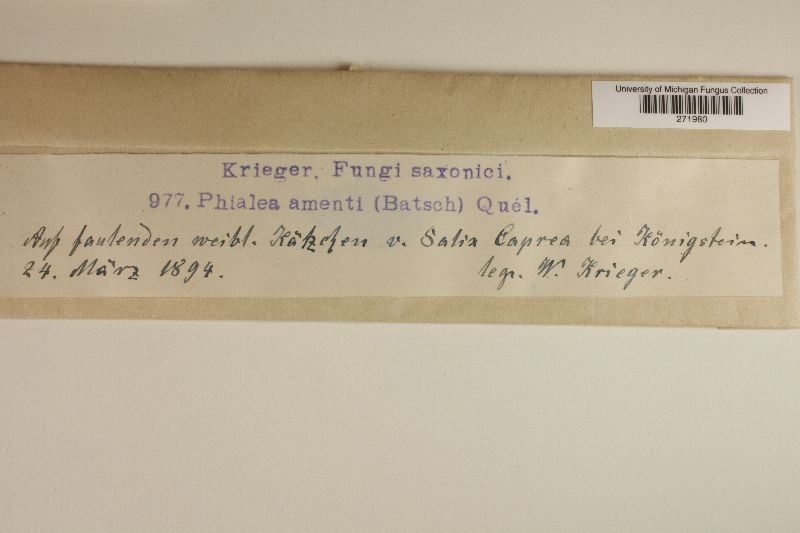 University of Michigan Fungus Collection
271980
Krieger, Fungi saxonici.
977. Phialea amenti (Batsch) Quél.
Auf faulenden weibl. Kätzchen v. Salix Caprea bei Königstein.
24. März 1894.
leg. W. Krieger.